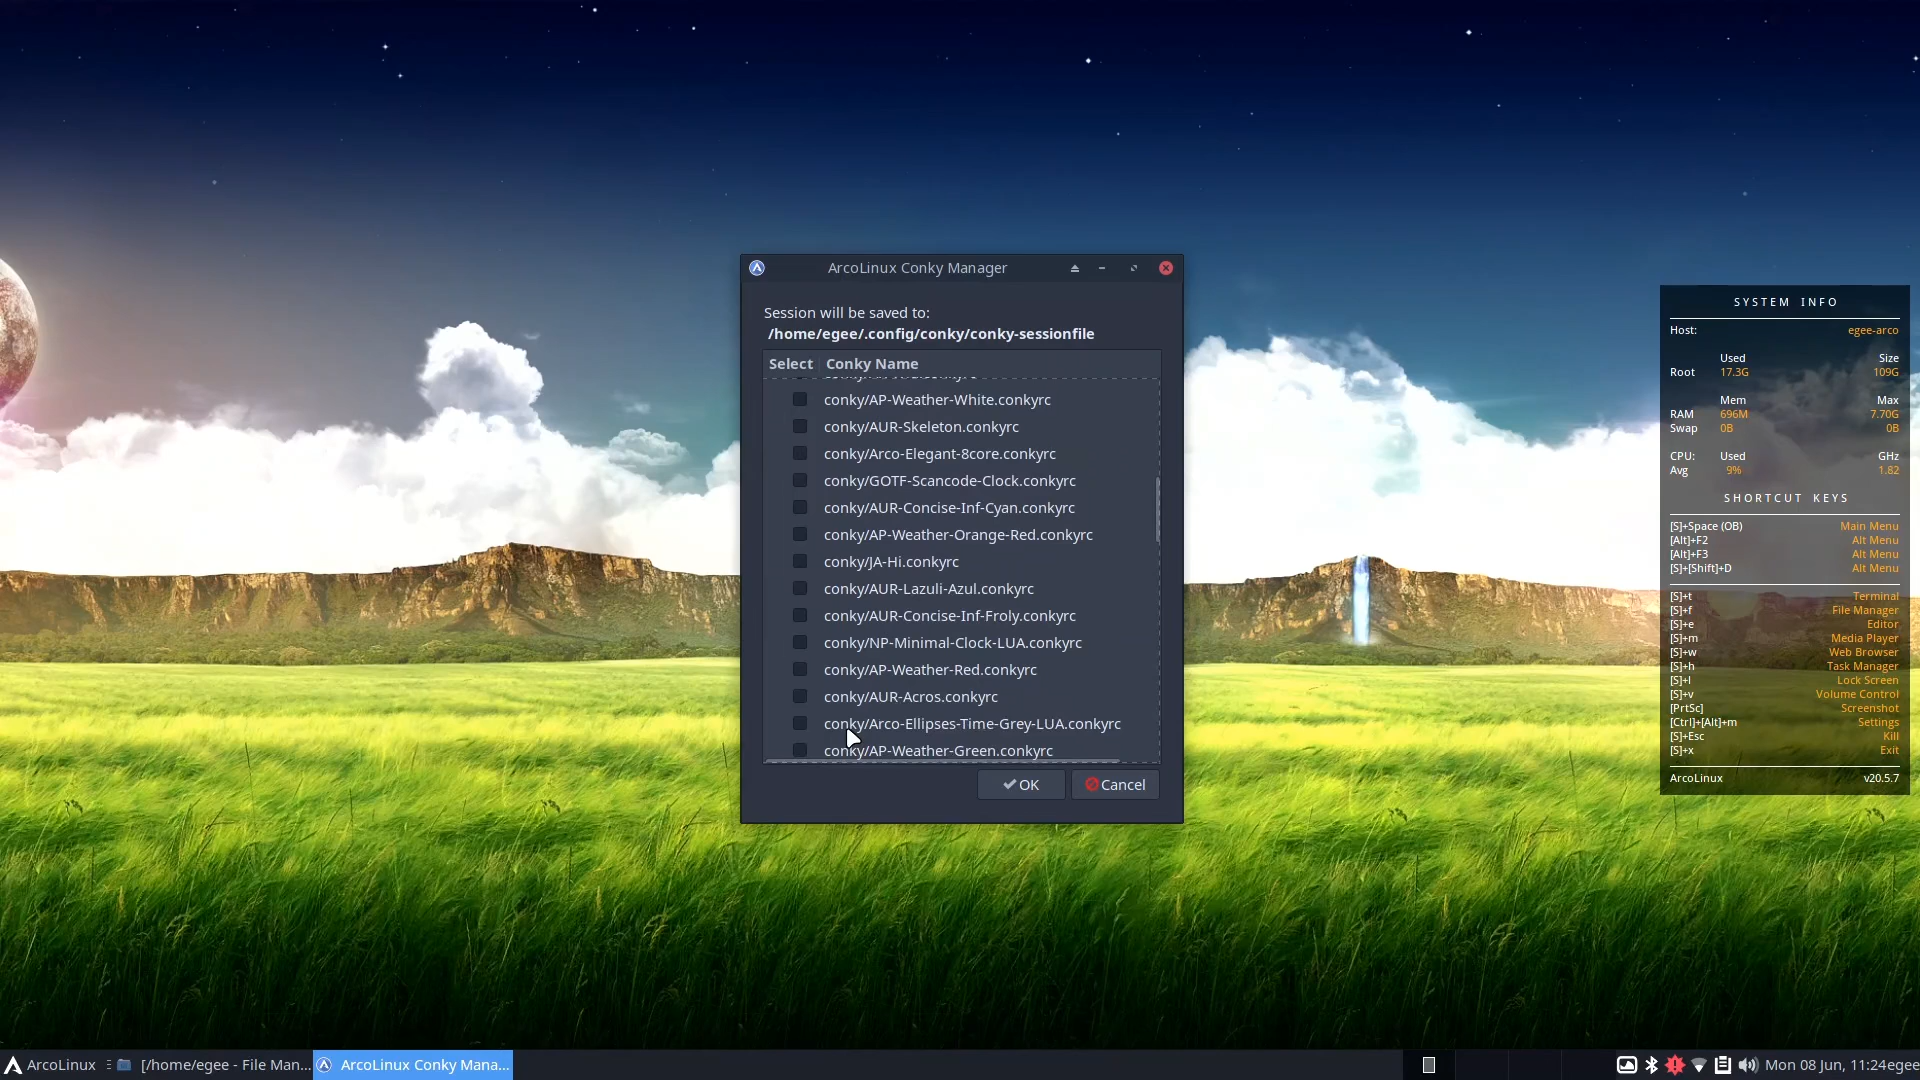 ArcoLinux Conky Manager
Session will be saved to:
/home/egee/.config/conky/conky-sessionfile
Select Conky Name
conky/AP-Weather-White.conkyrc
conky/AUR-Skeleton.conkyrc
conky/Arco-Elegant-8core.conkyrc
conky/GOTF-Scancode-Clock.conkyrc
conky/AUR-Concise-Inf-Cyan.conkyrc
conky/AP-Weather-Orange-Red.conkyrc
conky/JA-Hi.conkyrc
conky/AUR-Lazuli-Azul.conkyrc
conky/AUR-Concise-Inf-Froly.conkyrc
conky/NP-Minimal-Clock-LUA.conkyrc
conky/AP-Weather-Red.conkyrc
conky/AUR-Acros.conkyrc
conky/Arco-Ellipses-Time-Grey-LUA.conkyrc
conky/AP-Weather-Green.conkyrc
OK Cancel
SYSTEM INFO
Host: egee-arco
Used Size
Root 17.3G 109G
Mem Max
RAM 696M 7.70G
Swap 0B 0B
CPU: Used GHz
Avg 9% 1.82
SHORTCUT KEYS
[S]+Space (OB) Main Menu
[Alt]+F2 Alt Menu
[Alt]+F3 Alt Menu
[S]+[Shift]+D Alt Menu
[S]+t Terminal
[S]+f File Manager
[S]+e Editor
[S]+m Media Player
[S]+w Web Browser
[S]+h Task Manager
[S]+l Lock Screen
[S]+v Volume Control
[PrtSc] Screenshot
[Ctrl]+[Alt]+m Settings
[S]+Esc Kill
[S]+x Exit
ArcoLinux v20.5.7
ArcoLinux [/home/egee - File Man... ArcoLinux Conky Mana... Mon 08 Jun, 11:24 egee